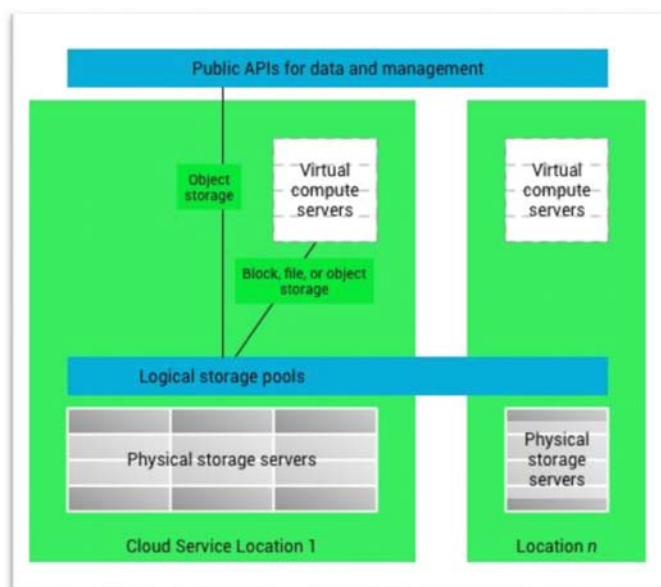 Public APIs for data and management
Object
storage
Virtual
compute
servers
Virtual
compute
servers
Block, file, or object
storage
Logical storage pools
Physical storage servers
Physical
storage
servers
Cloud Service Location 1
Location n